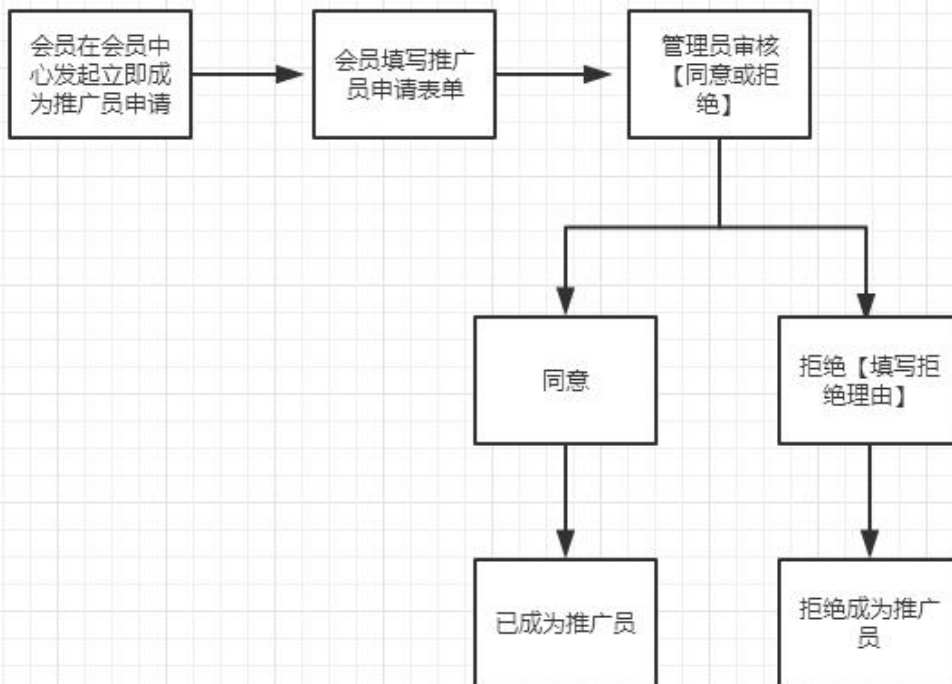 会员在会员中
心发起立即成
为推广员申请
会员填写推广
员申请表单
管理员审核
【同意或拒
绝】
同意
拒绝【填写拒
绝理由】
已成为推广员
拒绝成为推广
员